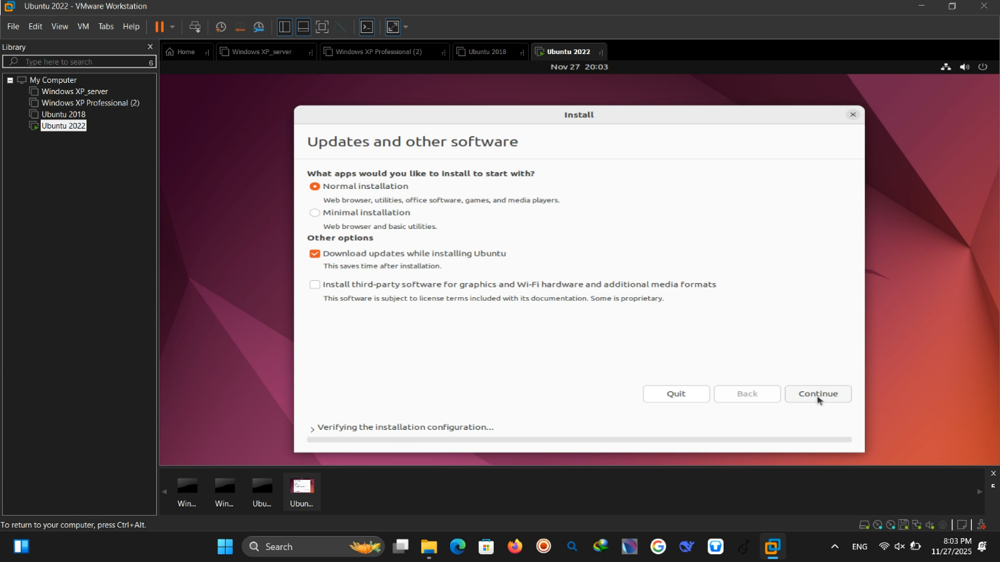 Ubuntu 2022 - VMware Workstation
File Edit View VM Tabs Help
Library
Type here to search
My Computer
Windows XP_server
Windows XP Professional (2)
Ubuntu 2018
Ubuntu 2022
Home
Windows XP_server
Windows XP Professional (2)
Ubuntu 2018
Ubuntu 2022
Nov 27 20:03
Install
Updates and other software
What apps would you like to install to start with?
Normal installation
Web browser, utilities, office software, games, and media players.
Minimal installation
Web browser and basic utilities.
Other options
Download updates while installing Ubuntu
This saves time after installation.
Install third-party software for graphics and Wi-Fi hardware and additional media formats
This software is subject to license terms included with its documentation. Some is proprietary.
Quit Back Continue
Verifying the installation configuration...
Win... Win... Ubu... Ubun...
To return to your computer, press Ctrl+Alt.
Search
ENG
8:03 PM
11/27/2025